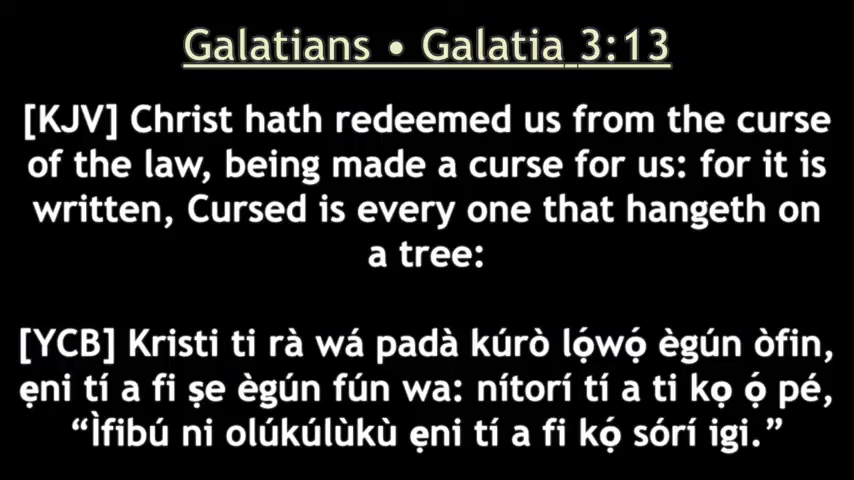 Galatians • Galatia 3:13
[KJV] Christ hath redeemed us from the curse
of the law, being made a curse for us: for it is
written, Cursed is every one that hangeth on
a tree:
[YCB] Kristi ti rà wá padà kúrò lọ́wọ́ ègún òfin,
ẹni tí a fi ṣe ègún fún wa: nítorí tí a ti kọ ọ́ pé,
“Ìfibú ni olúkúlùkù ẹni tí a fi kọ́ sórí igi.”